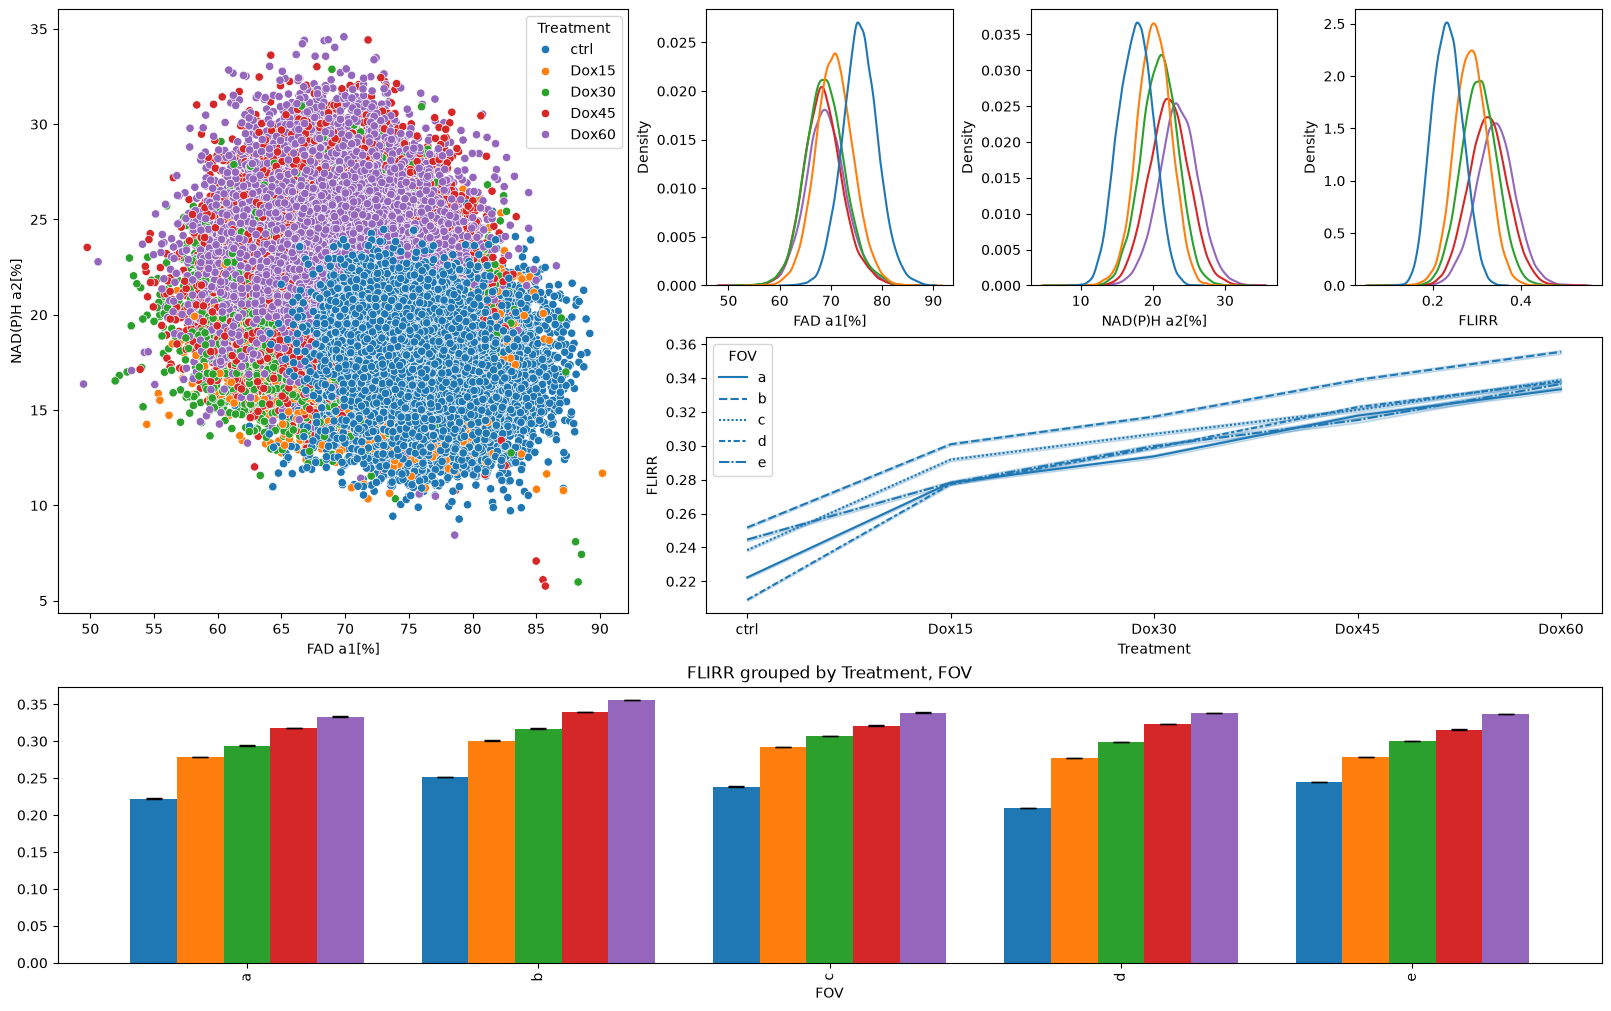 35
30
25
20
15
10
5
NAD(P)H a2[%]
50 55 60 65 70 75 80 85 90
FAD a1[%]
Treatment
ctrl
Dox15
Dox30
Dox45
Dox60
0.025
0.020
0.015
0.010
0.005
0.000
Density
50 60 70 80 90
FAD a1[%]
0.035
0.030
0.025
0.020
0.015
0.010
0.005
0.000
Density
10 20 30
NAD(P)H a2[%]
2.5
2.0
1.5
1.0
0.5
0.0
Density
0.2 0.4
FLIRR
0.36
0.34
0.32
0.30
0.28
0.26
0.24
0.22
FLIRR
FOV
a
b
c
d
e
ctrl Dox15 Dox30 Dox45 Dox60
Treatment
FLIRR grouped by Treatment, FOV
0.35
0.30
0.25
0.20
0.15
0.10
0.05
0.00
a b c d e
FOV